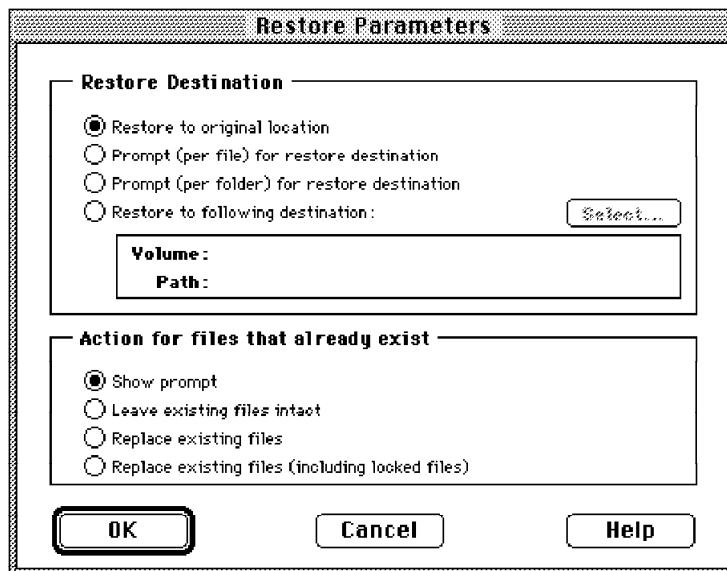 Restore Parameters
Restore Destination
Restore to original location
Prompt (per file) for restore destination
Prompt (per folder) for restore destination
Restore to following destination:
Select...
Volume:
Path:
Action for files that already exist
Show prompt
Leave existing files intact
Replace existing files
Replace existing files (including locked files)
OK
Cancel
Help